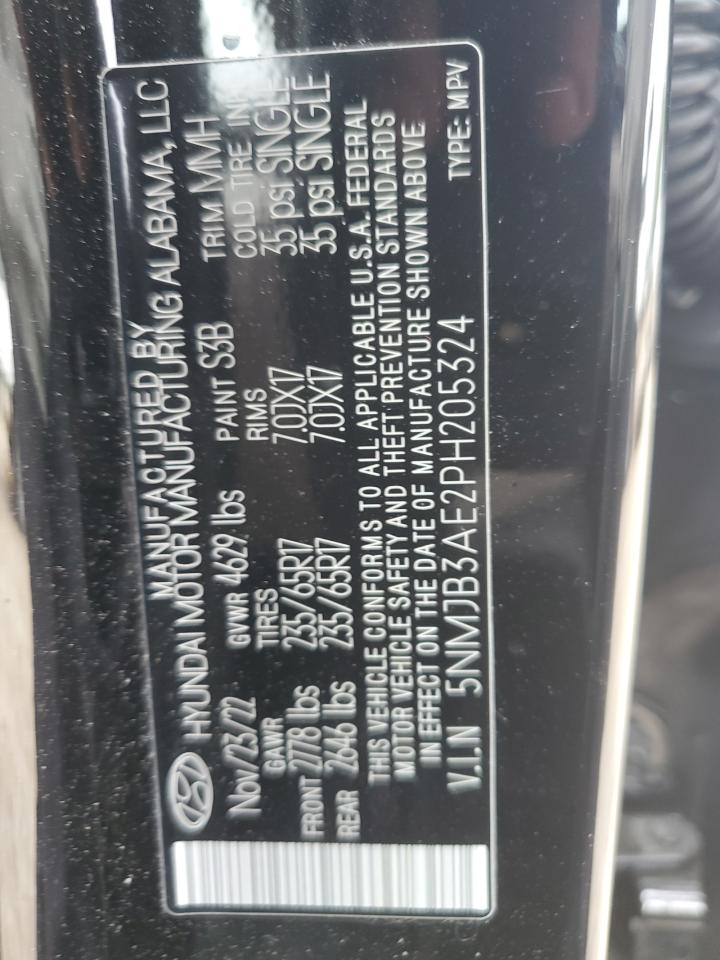 MANUFACTURED BY
HYUNDAI MOTOR MANUFACTURING ALABAMA, LLC
Nov/23/22 GVWR 4629 lbs PAINT S3B TRIM MMH
GAWR TIRES RIMS COLD TIRE
FRONT 2778 lbs 235/65R17 7.0JX17 35 psi SINGLE
REAR 2646 lbs 235/65R17 7.0JX17 35 psi SINGLE
THIS VEHICLE CONFORMS TO ALL APPLICABLE U.S.A. FEDERAL
MOTOR VEHICLE SAFETY AND THEFT PREVENTION STANDARDS
IN EFFECT ON THE DATE OF MANUFACTURE SHOWN ABOVE
V.I.N 5NMJB3AE2PH205324 TYPE: MPV